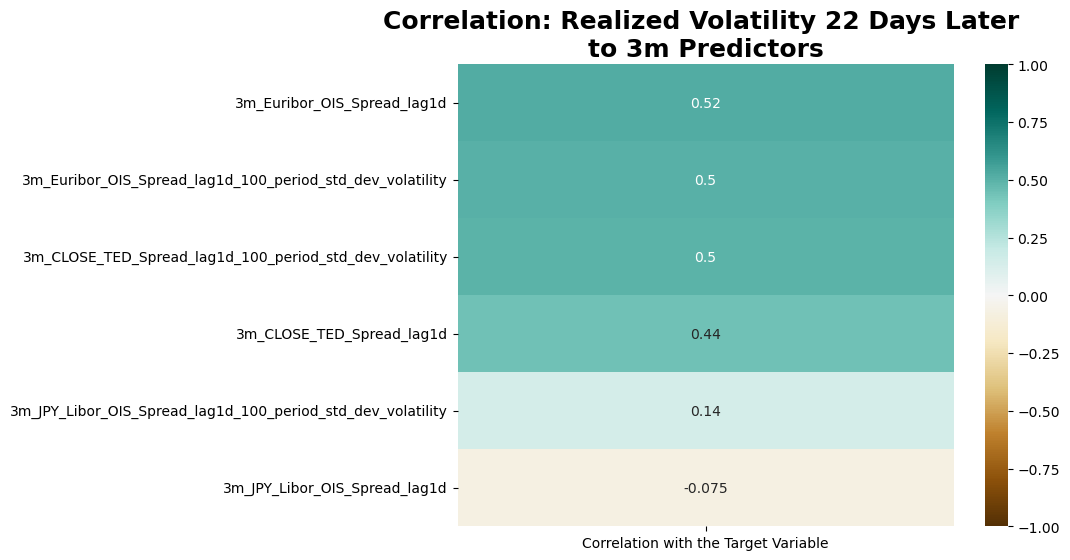 Correlation: Realized Volatility 22 Days Later
to 3m Predictors
3m_Euribor_OIS_Spread_lag1d
0.52
3m_Euribor_OIS_Spread_lag1d_100_period_std_dev_volatility
0.5
3m_CLOSE_TED_Spread_lag1d_100_period_std_dev_volatility
0.5
3m_CLOSE_TED_Spread_lag1d
0.44
3m_JPY_Libor_OIS_Spread_lag1d_100_period_std_dev_volatility
0.14
3m_JPY_Libor_OIS_Spread_lag1d
-0.075
Correlation with the Target Variable
1.00
0.75
0.50
0.25
0.00
−0.25
−0.50
−0.75
−1.00